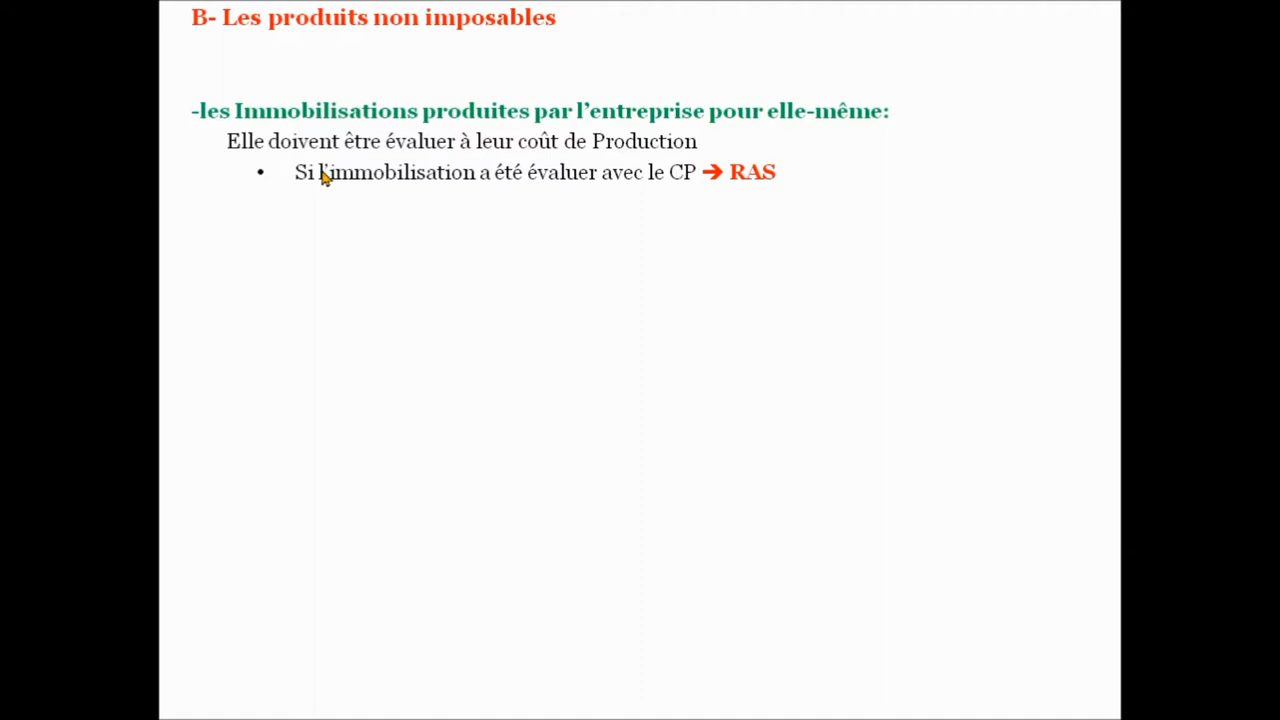 B- Les produits non imposables
-les Immobilisations produites par l’entreprise pour elle-même:
Elle doivent être évaluer à leur coût de Production
• Si l’immobilisation a été évaluer avec le CP ➔ RAS